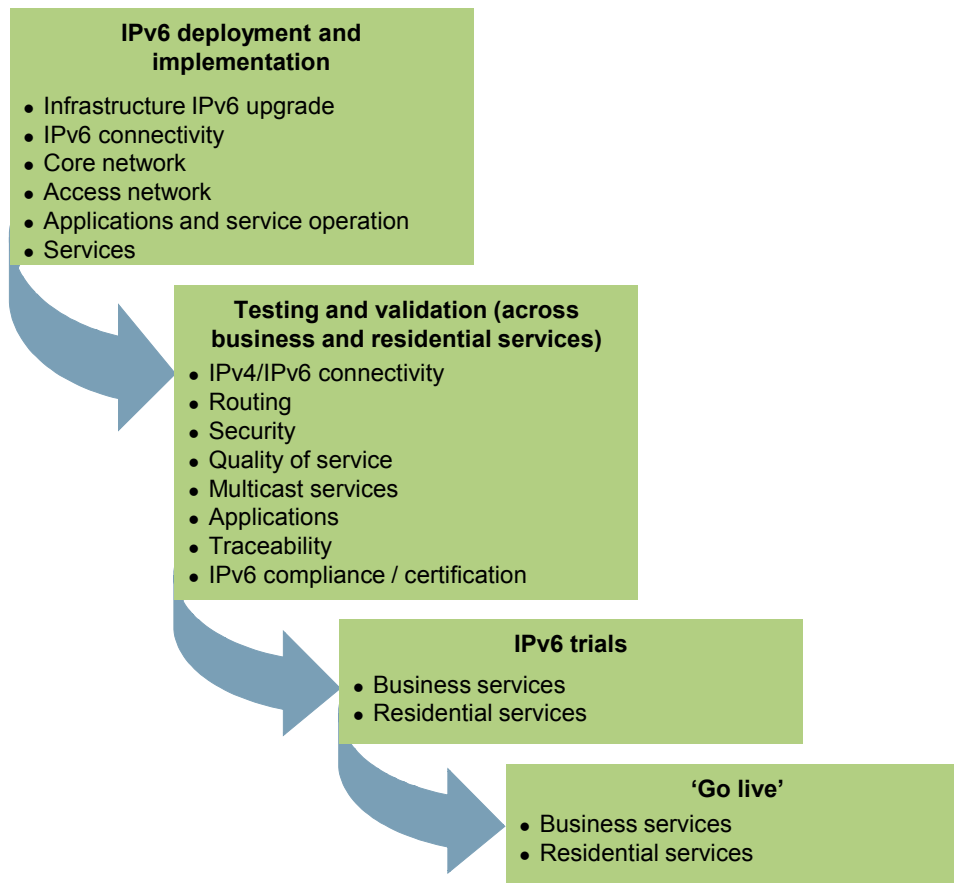 IPv6 deployment and
implementation
• Infrastructure IPv6 upgrade
• IPv6 connectivity
• Core network
• Access network
• Applications and service operation
• Services
Testing and validation (across
business and residential services)
• IPv4/IPv6 connectivity
• Routing
• Security
• Quality of service
• Multicast services
• Applications
• Traceability
• IPv6 compliance / certification
IPv6 trials
• Business services
• Residential services
‘Go live’
• Business services
• Residential services